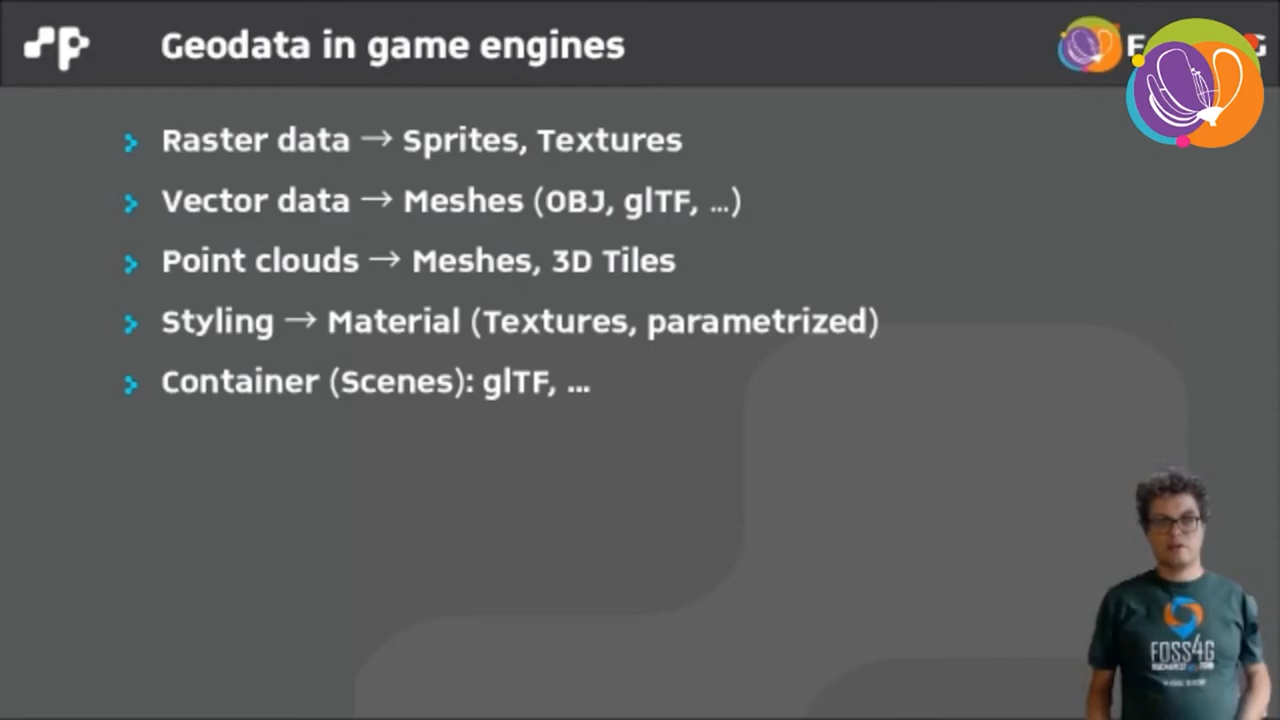 Geodata in game engines
Raster data → Sprites, Textures
Vector data → Meshes (OBJ, glTF, ...)
Point clouds → Meshes, 3D Tiles
Styling → Material (Textures, parametrized)
Container (Scenes): glTF, ...
FOSS4G